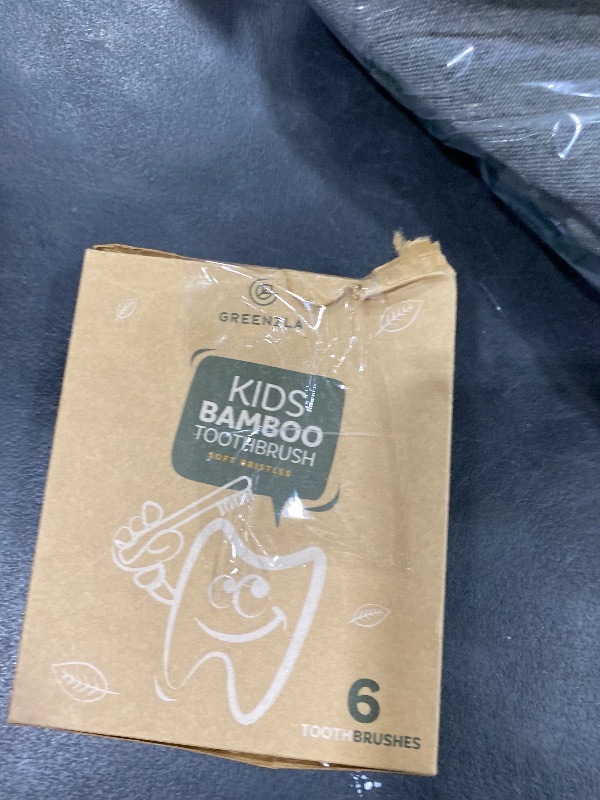 GREENZLA
KIDS'
BAMBOO
TOOTHBRUSH
SOFT BRISTLES
6
TOOTHBRUSHES